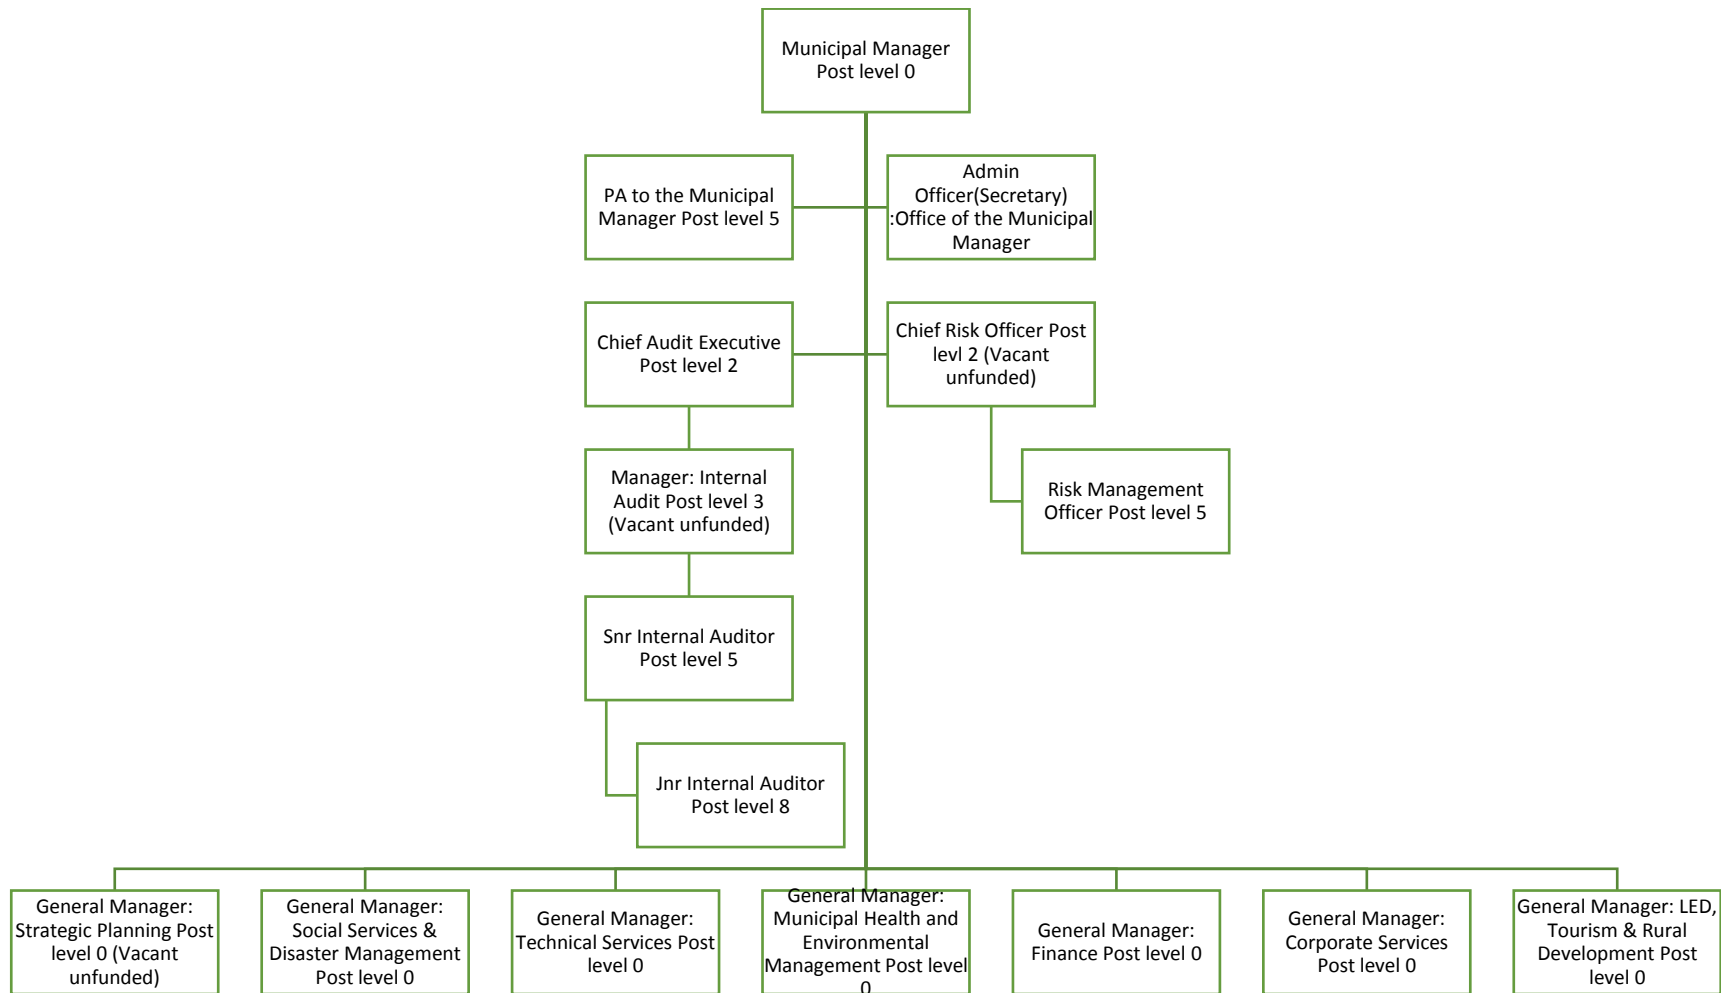 Municipal Manager
Post level 0
PA to the Municipal
Manager Post level 5
Admin
Officer(Secretary)
:Office of the Municipal
Manager
Chief Audit Executive
Post level 2
Chief Risk Officer Post
levl 2 (Vacant
unfunded)
Manager: Internal
Audit Post level 3
(Vacant unfunded)
Risk Management
Officer Post level 5
Snr Internal Auditor
Post level 5
Jnr Internal Auditor
Post level 8
General Manager:
Strategic Planning Post
level 0 (Vacant
unfunded)
General Manager:
Social Services &
Disaster Management
Post level 0
General Manager:
Technical Services Post
level 0
General Manager:
Municipal Health and
Environmental
Management Post level
0
General Manager:
Finance Post level 0
General Manager:
Corporate Services
Post level 0
General Manager: LED,
Tourism & Rural
Development Post
level 0